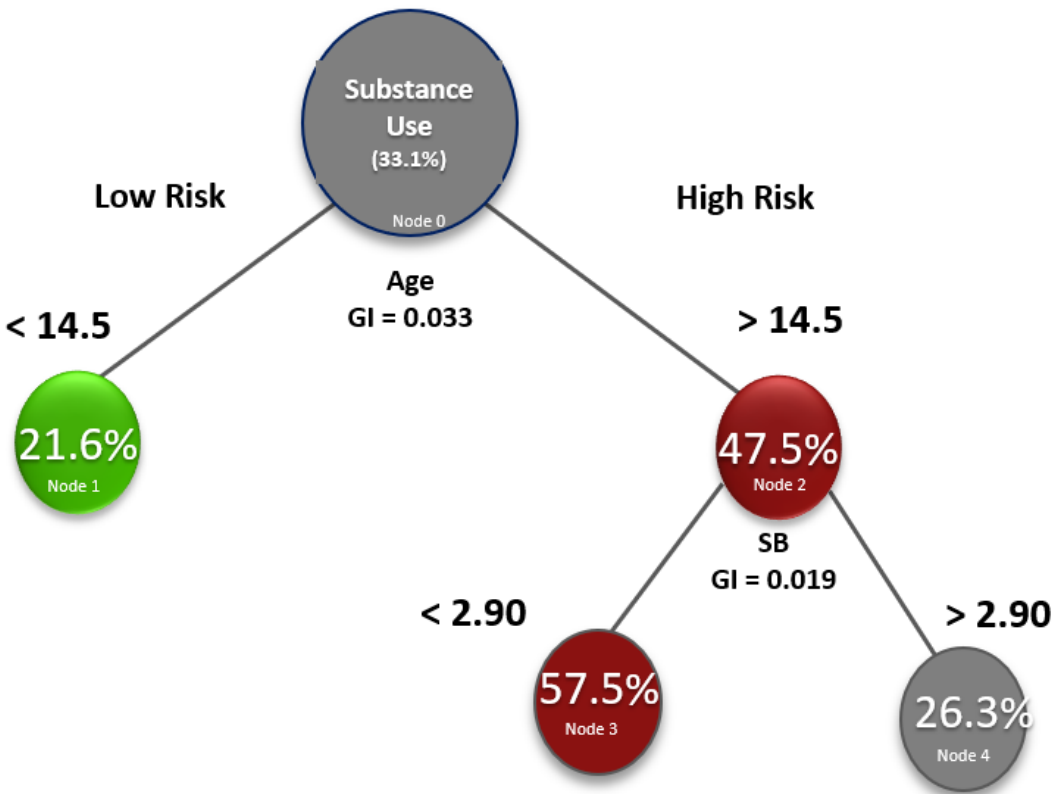 Substance
Use
(33.1%)
Node 0
Low Risk
High Risk
Age
GI = 0.033
< 14.5
> 14.5
21.6%
Node 1
47.5%
Node 2
SB
GI = 0.019
< 2.90
> 2.90
57.5%
Node 3
26.3%
Node 4